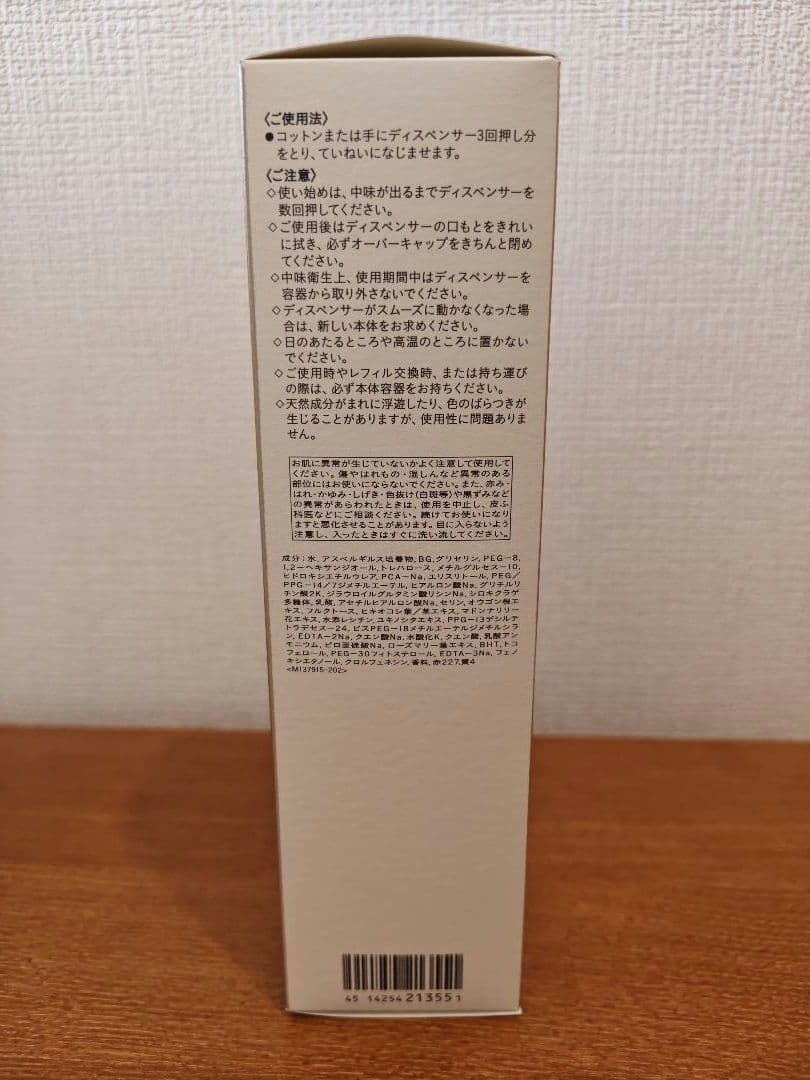 〈ご使用法〉
●コットンまたは手にディスペンサー3回押し分
をとり、ていねいになじませます。
〈ご注意〉
◇使い始めは、中味が出るまでディスペンサーを
数回押してください。
◇ご使用後はディスペンサーの口もとをきれい
に拭き、必ずオーバーキャップをきちんと閉め
てください。
◇中味衛生上、使用期間中はディスペンサーを
容器から取り外さないでください。
◇ディスペンサーがスムーズに動かなくなった場
合は、新しい本体をお求めください。
◇日のあたるところや高温のところに置かない
でください。
◇ご使用時やレフィル交換時、または持ち運び
の際は、必ず本体容器をお持ちください。
◇天然成分がまれに浮遊したり、色のばらつきが
生じることがありますが、使用性に問題ありま
せん。
お肌に異常が生じていないかよく注意して使用して
ください。傷やはれもの・湿しんなど異常のある
部位にはお使いにならないでください。また、赤み・
はれ・かゆみ・しげき・色抜け(白斑等)や黒ずみなど
の異常があらわれたときは、使用を中止し、皮ふ
科医などにご相談ください。続けてお使いになり
ますと悪化させることがあります。目に入らないよう
注意し、入ったときはすぐに洗い流してください。
成分：水、アスペルギルス培養物，BG，グリセリン，PEG－8，
1,2－ヘキサンジオール，トレハロース，メチルグルセス－10，
ヒドロキシエチルウレア，PCA－Na，エリスリトール，PEG／
PPG－14／7ジメチルエーテル，ヒアルロン酸Na，グリチルリ
チン酸2K，ジラウロイルグルタミン酸リシンNa，シロキクラゲ
多糖体，乳酸，アセチルヒアルロン酸Na，セリン，オウゴン根エ
キス，フルクトース，ヒキオコシ葉／茎エキス，マドンナリリー
花エキス，水添レシチン，ユキノシタエキス，PPG－13デシルテ
トラデセス－24，ビスPEG－18メチルエーテルジメチルシラ
ン，EDTA－2Na，クエン酸Na，水酸化K，クエン酸，乳酸アン
モニウム，ピロ亜硫酸Na，ローズマリー葉エキス，BHT，トコ
フェロール，PEG－30フィトステロール，EDTA－3Na，フェノ
キシエタノール，クロルフェネシン，香料，赤227，黄4
<M137915-202>
45 14254 213551